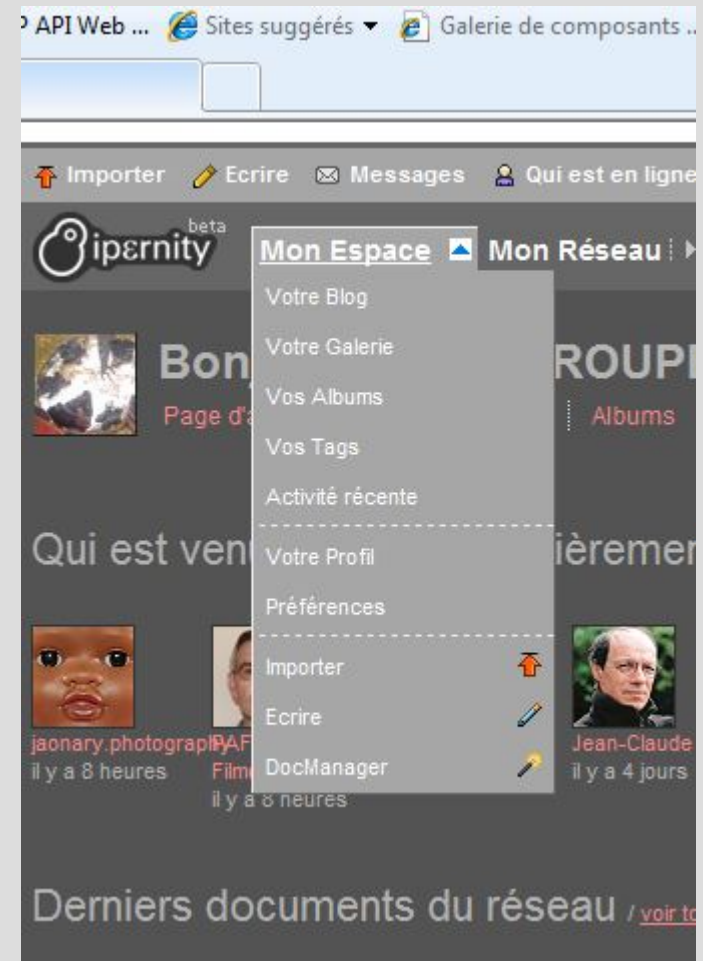 API Web ... Sites suggérés Galerie de composants ...
Importer Ecrire Messages Qui est en ligne
ipernity beta
Mon Espace Mon Réseau
Votre Blog
Votre Galerie
Vos Albums
Vos Tags
Activité récente
Votre Profil
Préférences
Importer
Ecrire
DocManager
Bon ROUP
Page d'a Albums
Qui est ven ièremer
jaonary.photography
il y a 8 heures
Film
il y a 8 heures
Jean-Claude
il y a 4 jours
Derniers documents du réseau / voir to